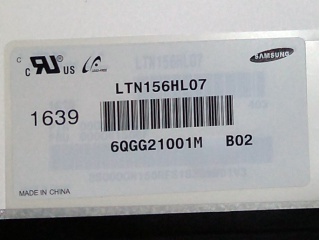 C US
SAMSUNG
LTN156HL07
1639
6QGG21001M B02
MADE IN CHINA